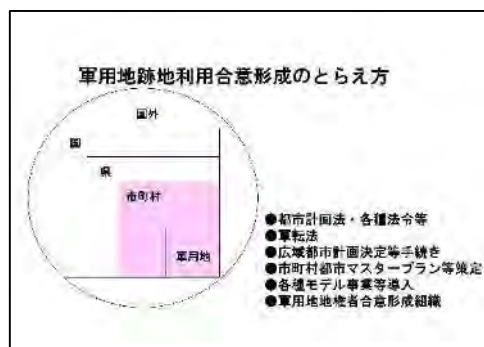 軍用地跡地利用合意形成のとらえ方
国外
国
県
市町村
軍用地
●都市計画法・各種法令等
●軍転法
●広域都市計画決定等手続き
●市町村都市マスタープラン等策定
●各種モデル事業等導入
●軍用地地権者合意形成組織